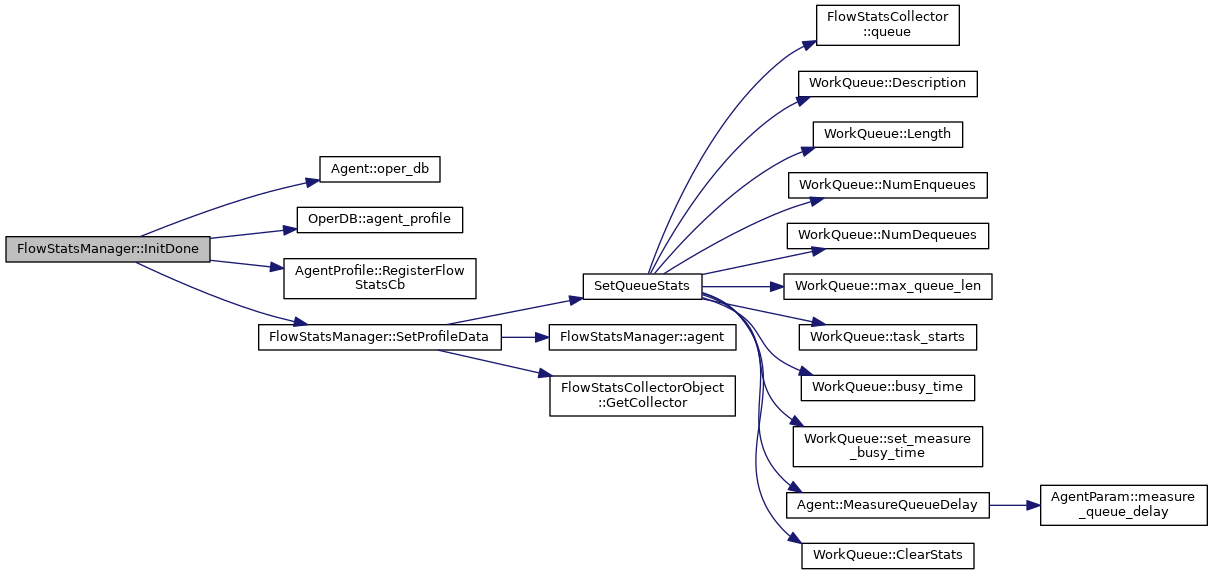 FlowStatsManager::InitDone
Agent::oper_db
OperDB::agent_profile
AgentProfile::RegisterFlow
StatsCb
FlowStatsManager::SetProfileData
SetQueueStats
FlowStatsManager::agent
FlowStatsCollectorObject
::GetCollector
FlowStatsCollector
::queue
WorkQueue::Description
WorkQueue::Length
WorkQueue::NumEnqueues
WorkQueue::NumDequeues
WorkQueue::max_queue_len
WorkQueue::task_starts
WorkQueue::busy_time
WorkQueue::set_measure
_busy_time
Agent::MeasureQueueDelay
WorkQueue::ClearStats
AgentParam::measure
_queue_delay